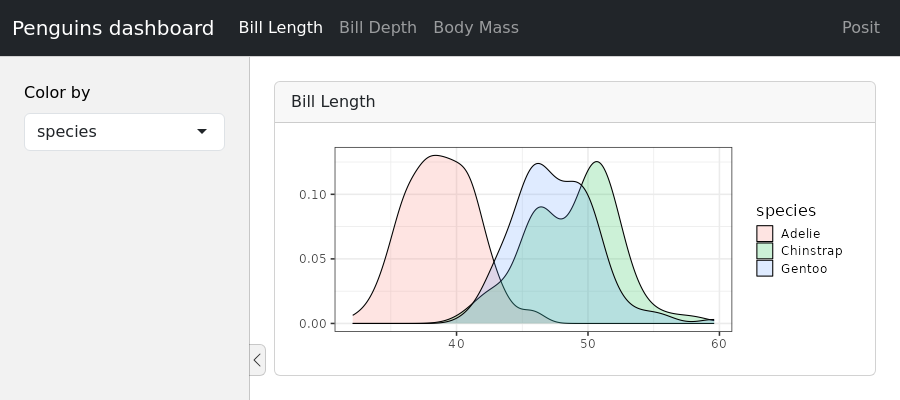 Penguins dashboard Bill Length Bill Depth Body Mass Posit
Color by
species
Bill Length
0.10
0.05
0.00
40 50 60
species
Adelie
Chinstrap
Gentoo